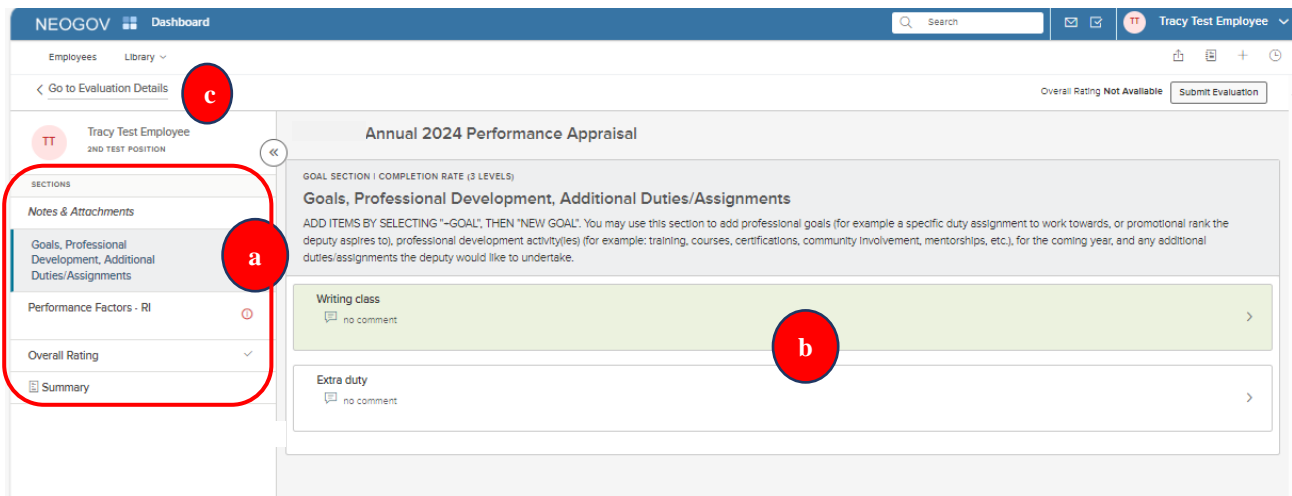 NEOGOV Dashboard Search TT Tracy Test Employee
Employees Library
Go to Evaluation Details c Overall Rating Not Available Submit Evaluation
TT Tracy Test Employee
2ND TEST POSITION
SECTIONS
Notes & Attachments
Goals, Professional
Development, Additional
Duties/Assignments
a
Performance Factors - RI
Overall Rating
Summary
Annual 2024 Performance Appraisal
GOAL SECTION | COMPLETION RATE (3 LEVELS)
Goals, Professional Development, Additional Duties/Assignments
ADD ITEMS BY SELECTING "+GOAL", THEN "NEW GOAL". You may use this section to add professional goals (for example a specific duty assignment to work towards, or promotional rank the
deputy aspires to), professional development activity(ies) (for example: training, courses, certifications, community involvement, mentorships, etc.), for the coming year, and any additional
duties/assignments the deputy would like to undertake.
Writing class
no comment
b
Extra duty
no comment